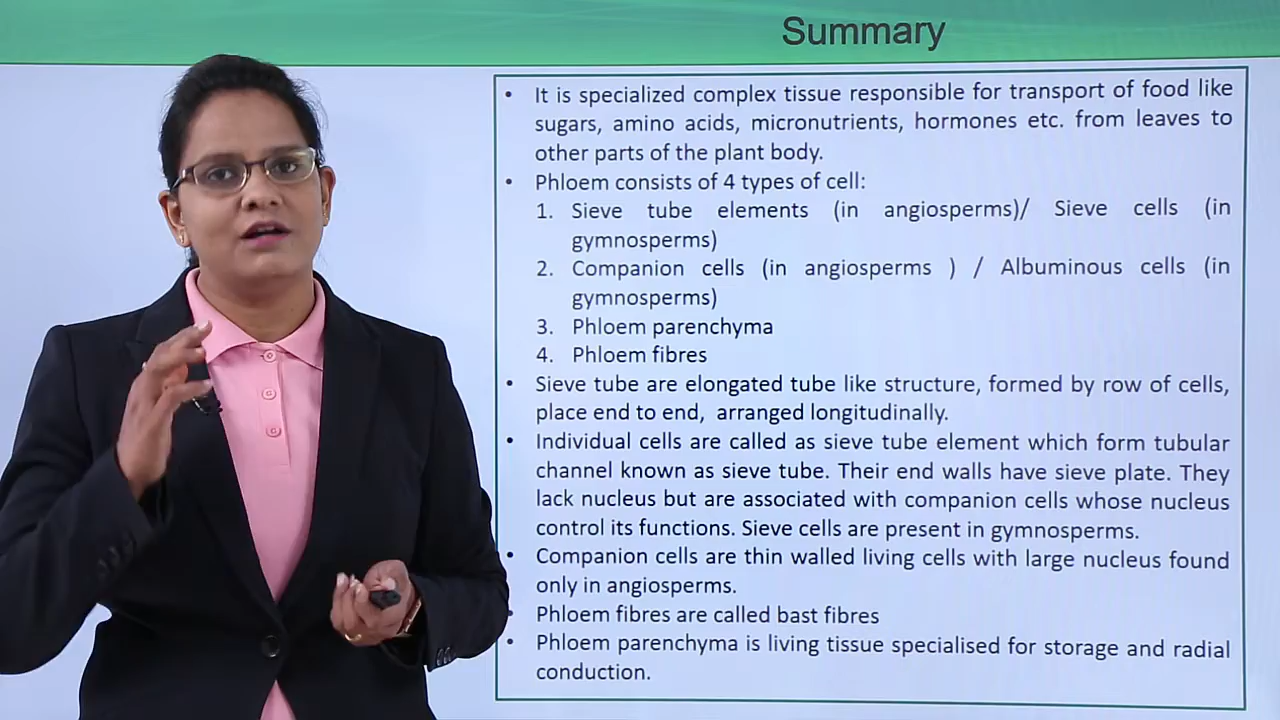 Summary
• It is specialized complex tissue responsible for transport of food like
sugars, amino acids, micronutrients, hormones etc. from leaves to
other parts of the plant body.
• Phloem consists of 4 types of cell:
1. Sieve tube elements (in angiosperms)/ Sieve cells (in
gymnosperms)
2. Companion cells (in angiosperms ) / Albuminous cells (in
gymnosperms)
3. Phloem parenchyma
4. Phloem fibres
• Sieve tube are elongated tube like structure, formed by row of cells,
place end to end, arranged longitudinally.
• Individual cells are called as sieve tube element which form tubular
channel known as sieve tube. Their end walls have sieve plate. They
lack nucleus but are associated with companion cells whose nucleus
control its functions. Sieve cells are present in gymnosperms.
• Companion cells are thin walled living cells with large nucleus found
only in angiosperms.
• Phloem fibres are called bast fibres
• Phloem parenchyma is living tissue specialised for storage and radial
conduction.